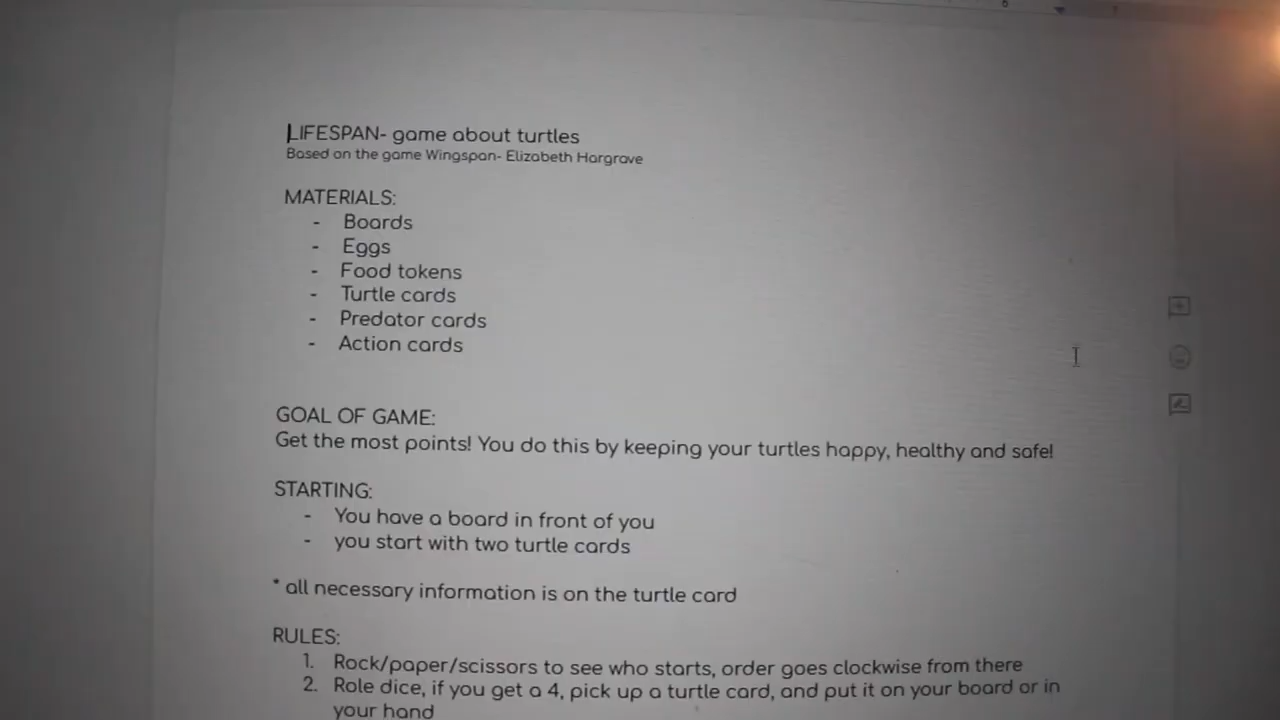 LIFESPAN- game about turtles
Based on the game Wingspan- Elizabeth Hargrave
MATERIALS:
- Boards
- Eggs
- Food tokens
- Turtle cards
- Predator cards
- Action cards
GOAL OF GAME:
Get the most points! You do this by keeping your turtles happy, healthy and safe!
STARTING:
- You have a board in front of you
- you start with two turtle cards
* all necessary information is on the turtle card
RULES:
1. Rock/paper/scissors to see who starts, order goes clockwise from there
2. Role dice, if you get a 4, pick up a turtle card, and put it on your board or in
your hand